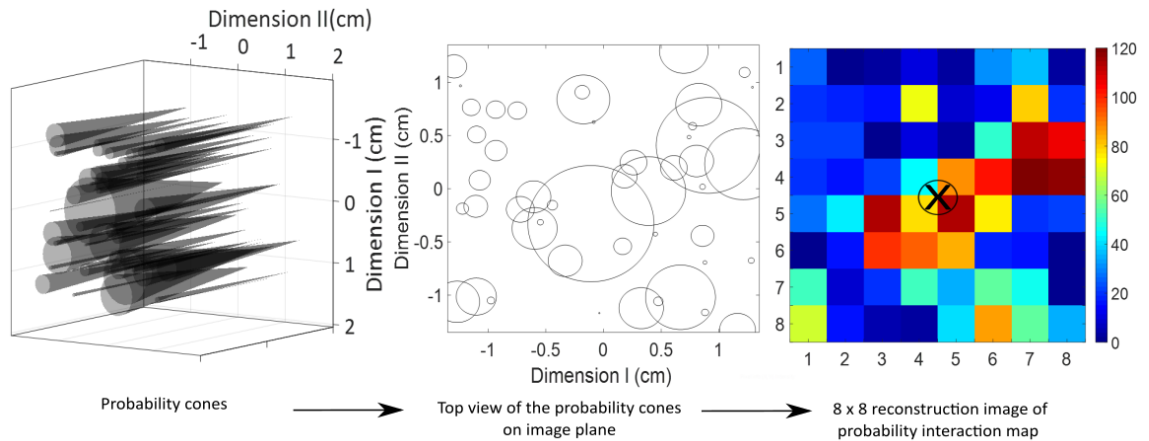 Dimension II(cm)
-1 0 1 2
-1
0
1
2
Dimension I (cm)
1
0.5
0
-0.5
-1
Dimension II (cm)
-1 -0.5 0 0.5 1
Dimension I (cm)
1
2
3
4
5
6
7
8
X
1 2 3 4 5 6 7 8
120
100
80
60
40
20
0
Probability cones
Top view of the probability cones
on image plane
8 x 8 reconstruction image of
probability interaction map